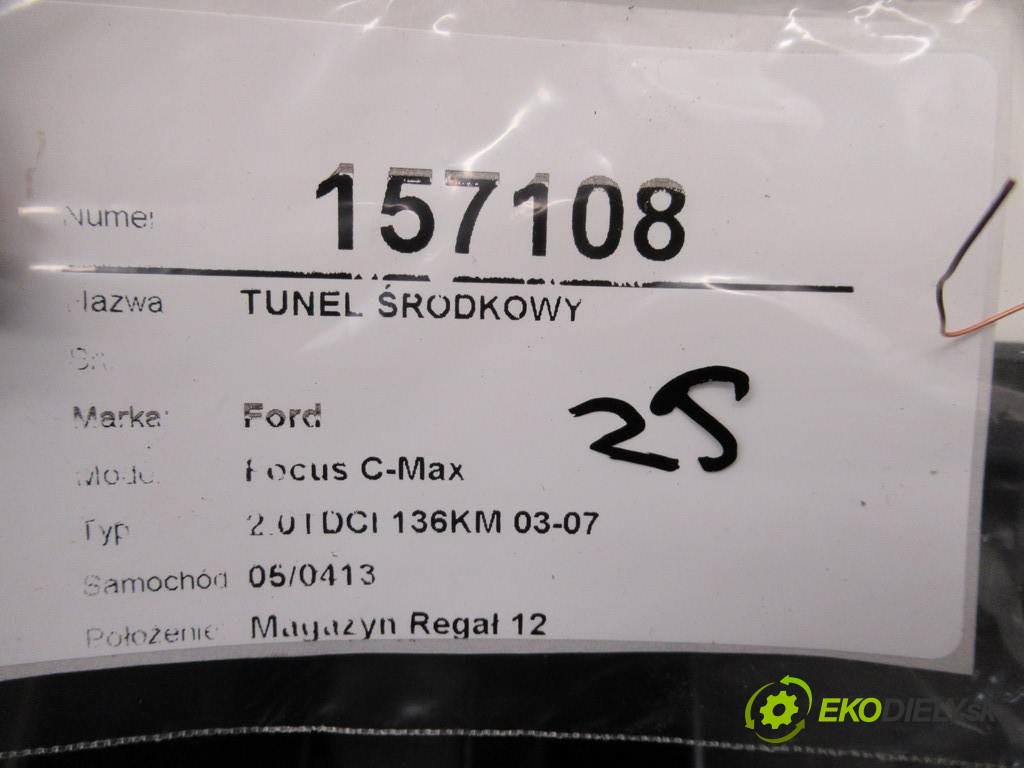 Numer 157108
Nazwa TUNEL ŚRODKOWY
Marka: Ford
Model Focus C-Max
Typ 2.0TDCI 136KM 03-07
Samochód 05/0413
Położenie Magazyn Regał 12
25
EKODIELY.sk